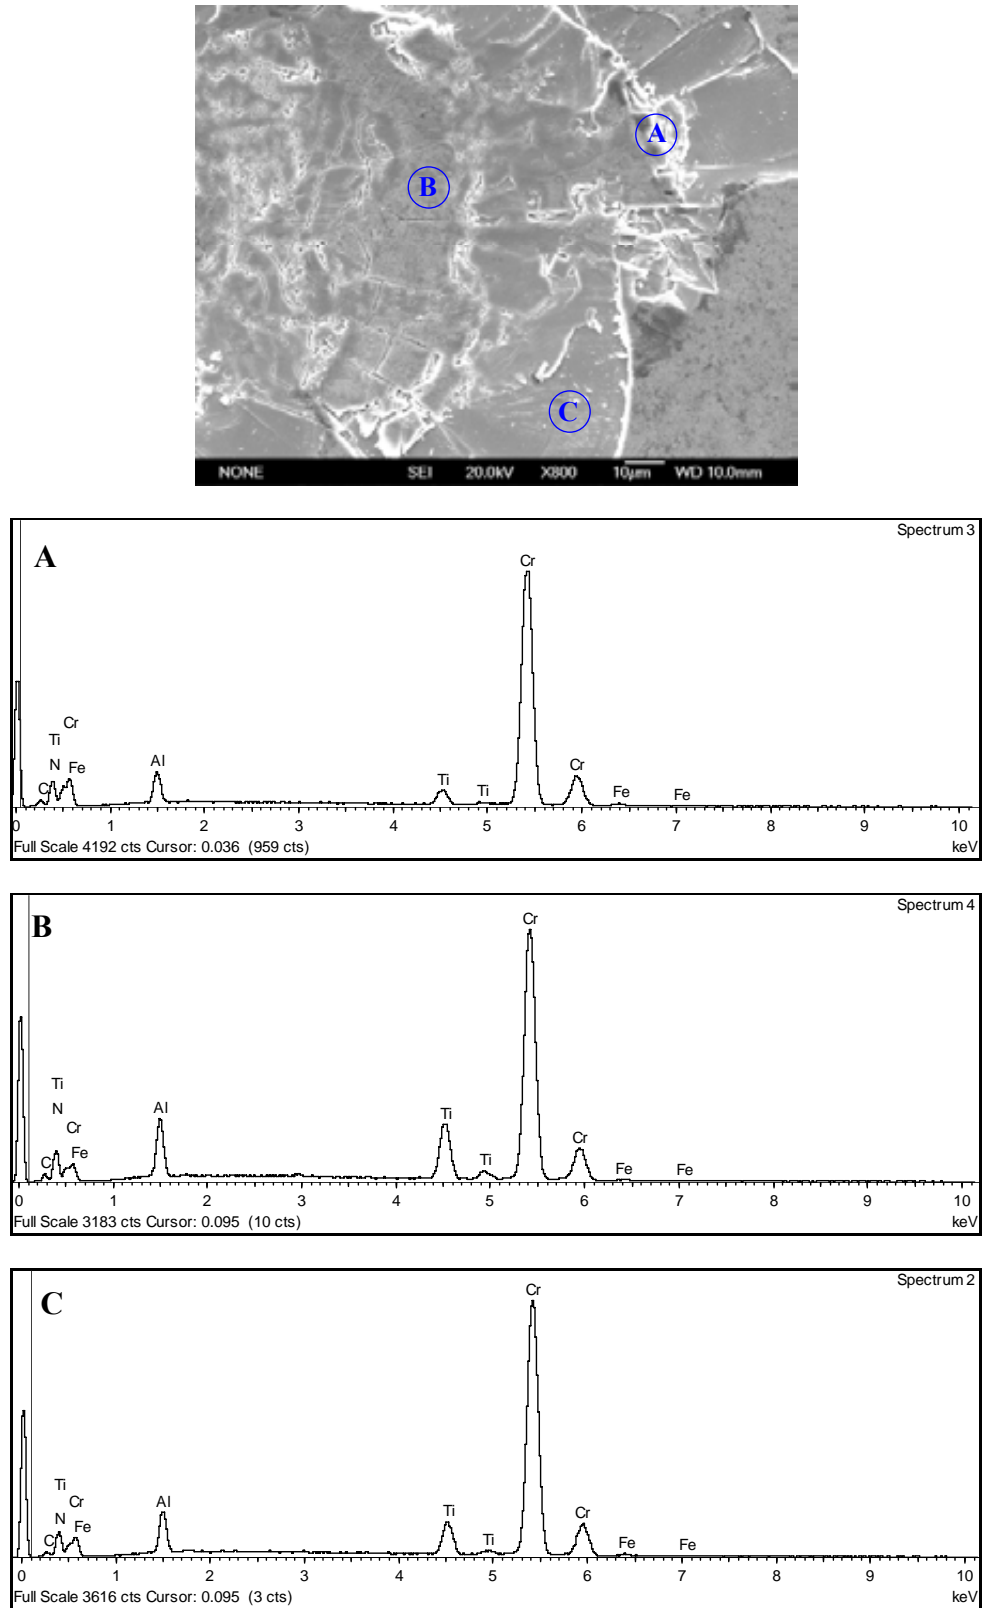 A
B
C
NONE SEI 20.0kV X800 10µm WD 10.0mm
Spectrum 3
A
Cr
Cr
Ti
N Fe
C
Al
Ti
Ti
Cr
Fe
Fe
0 1 2 3 4 5 6 7 8 9 10
Full Scale 4192 cts Cursor: 0.036 (959 cts) keV
Spectrum 4
B
Cr
Ti
N
Cr
C Fe
Al
Ti
Ti
Cr
Fe
Fe
0 1 2 3 4 5 6 7 8 9 10
Full Scale 3183 cts Cursor: 0.095 (10 cts) keV
Spectrum 2
C
Cr
Ti
Cr
N Fe
C
Al
Ti
Ti
Cr
Fe
Fe
0 1 2 3 4 5 6 7 8 9 10
Full Scale 3616 cts Cursor: 0.095 (3 cts) keV